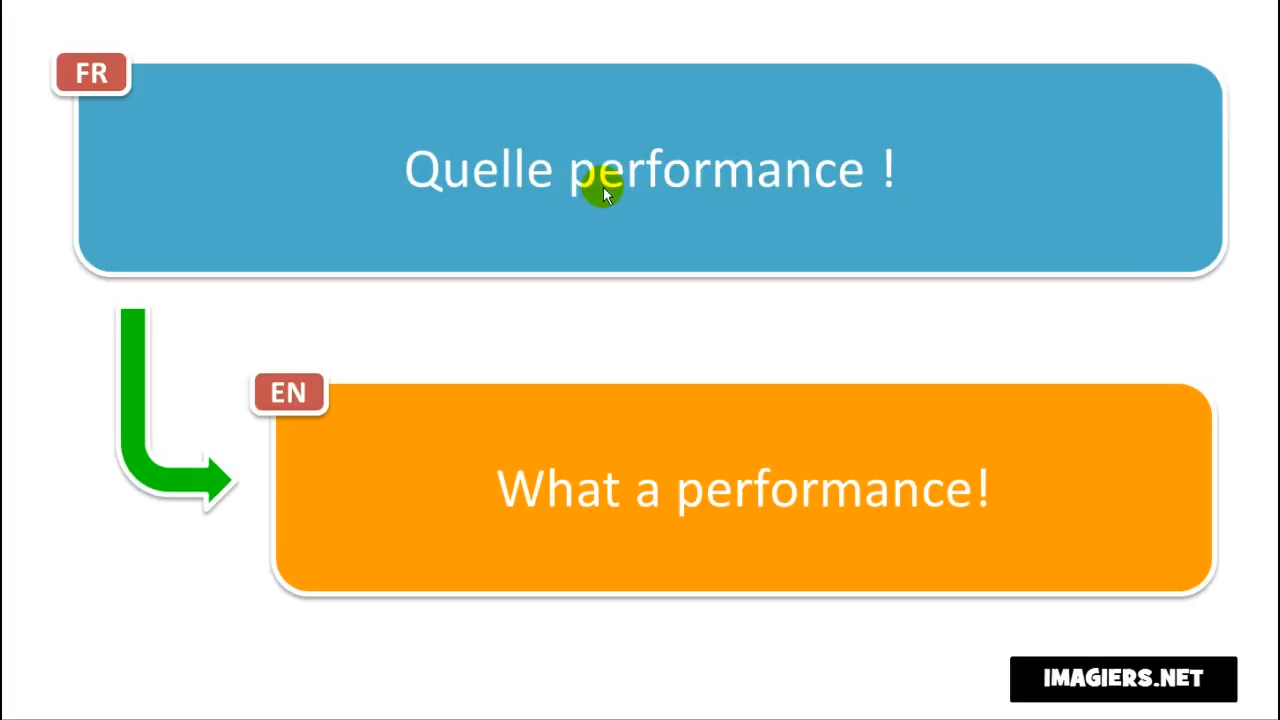 FR
Quelle performance !
EN
What a performance!
IMAGIERS.NET